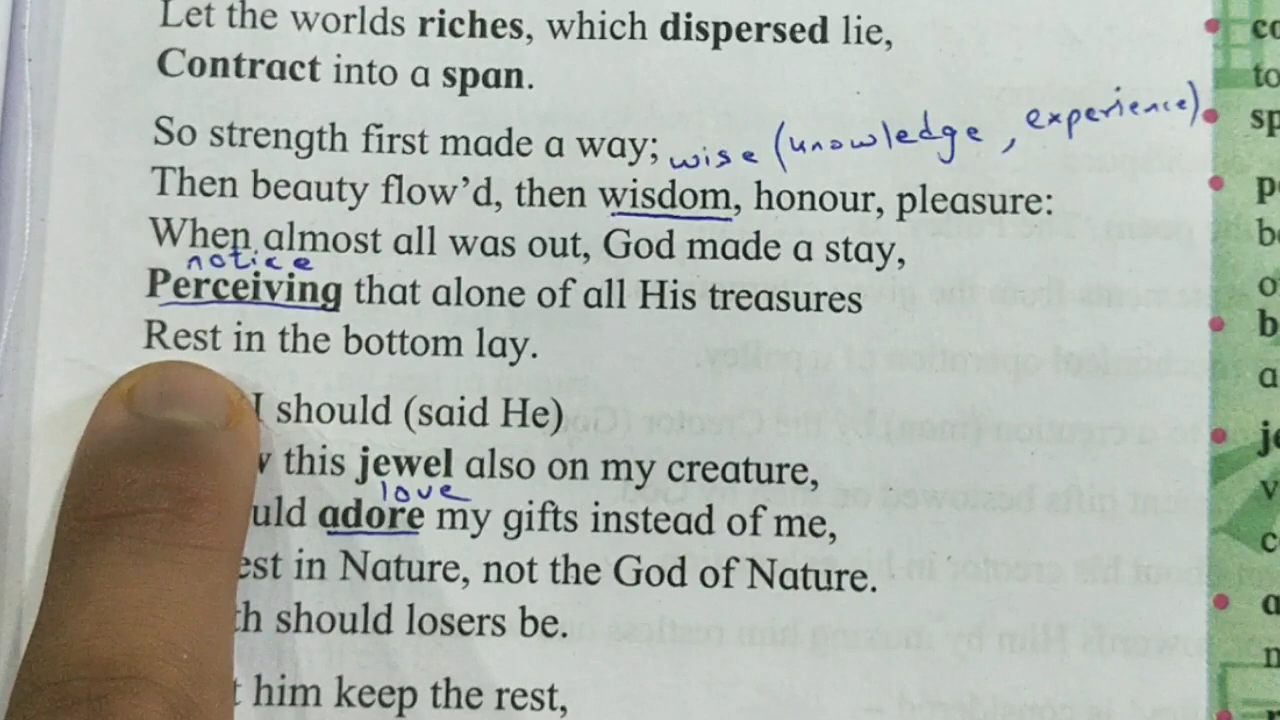 Let the worlds riches, which dispersed lie,
Contract into a span.
So strength first made a way; wise (knowledge, experience)
Then beauty flow'd, then wisdom, honour, pleasure:
When almost all was out, God made a stay,
notice
Perceiving that alone of all His treasures
Rest in the bottom lay.
I should (said He)
this jewel also on my creature,
love
adore my gifts instead of me,
in Nature, not the God of Nature.
should losers be.
him keep the rest,